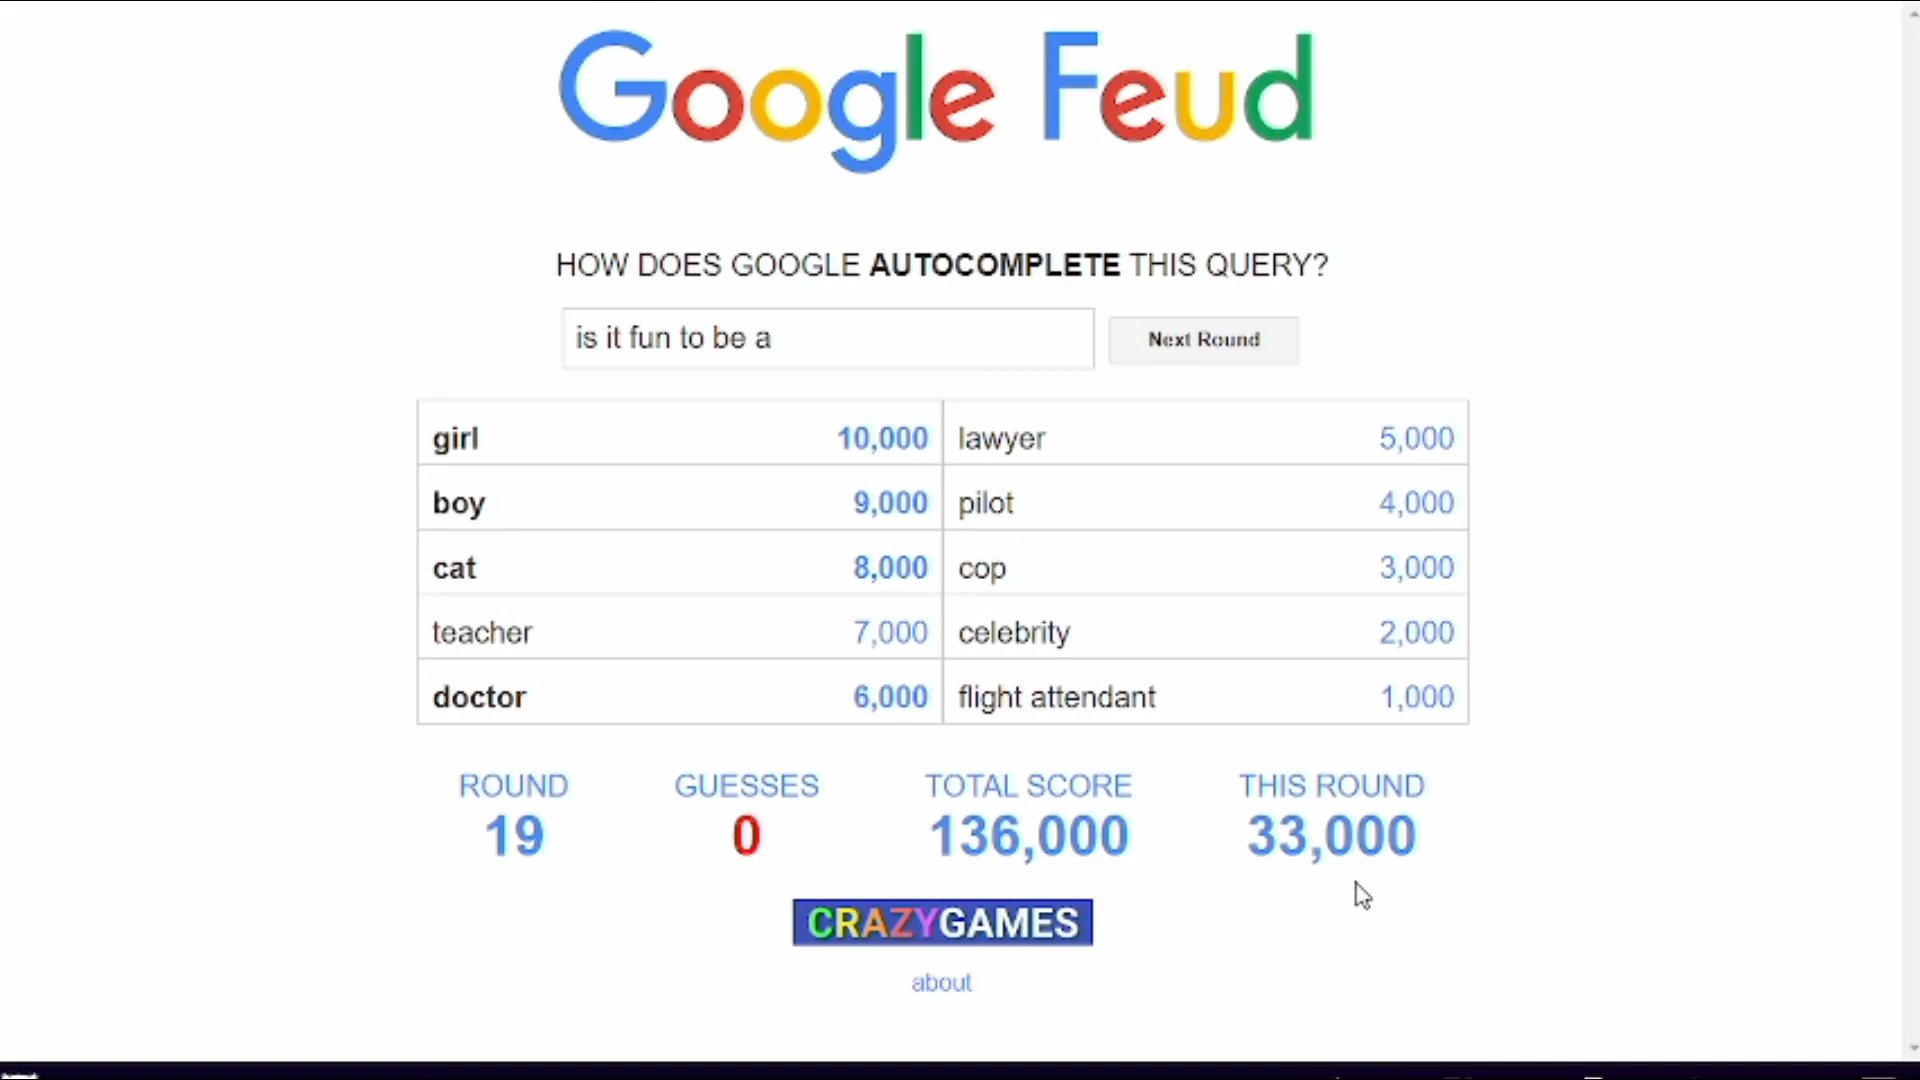 Google Feud
HOW DOES GOOGLE AUTOCOMPLETE THIS QUERY?
is it fun to be a
Next Round
girl 10,000 lawyer 5,000
boy 9,000 pilot 4,000
cat 8,000 cop 3,000
teacher 7,000 celebrity 2,000
doctor 6,000 flight attendant 1,000
ROUND GUESSES TOTAL SCORE THIS ROUND
19 0 136,000 33,000
CRAZYGAMES
about